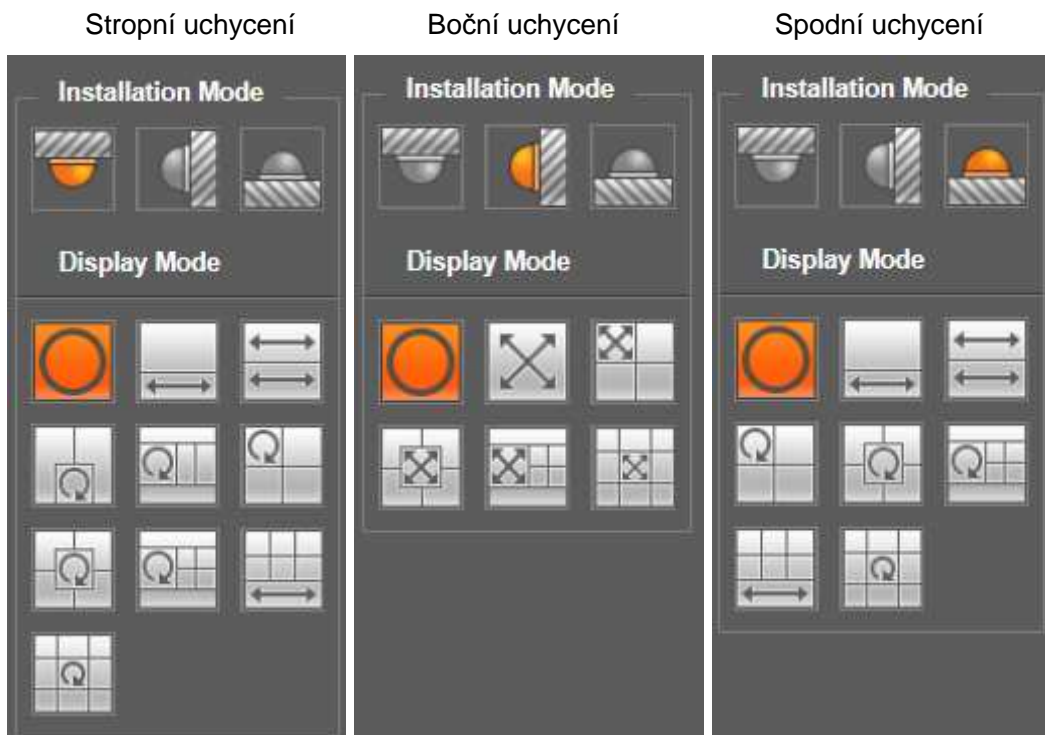 Stropní uchycení
Boční uchycení
Spodní uchycení
Installation Mode
Display Mode
Installation Mode
Display Mode
Installation Mode
Display Mode